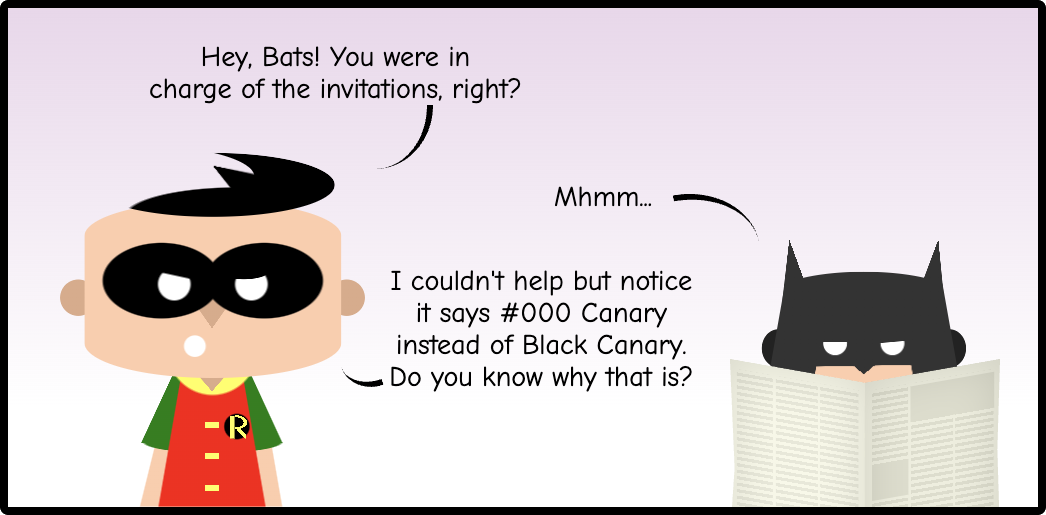 Hey, Bats! You were in
charge of the invitations, right?
Mhmm...
I couldn't help but notice
it says #000 Canary
instead of Black Canary.
Do you know why that is?
R